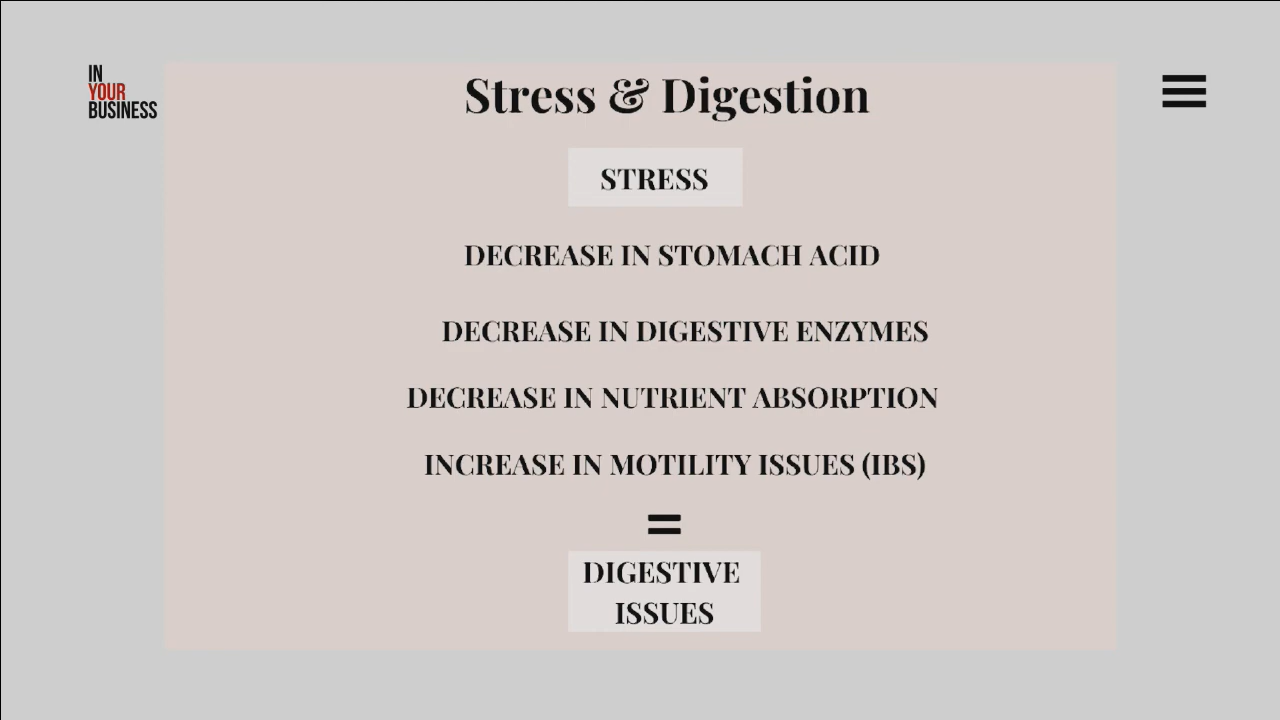 IN
YOUR
BUSINESS
Stress & Digestion
STRESS
DECREASE IN STOMACH ACID
DECREASE IN DIGESTIVE ENZYMES
DECREASE IN NUTRIENT ABSORPTION
INCREASE IN MOTILITY ISSUES (IBS)
=
DIGESTIVE
ISSUES